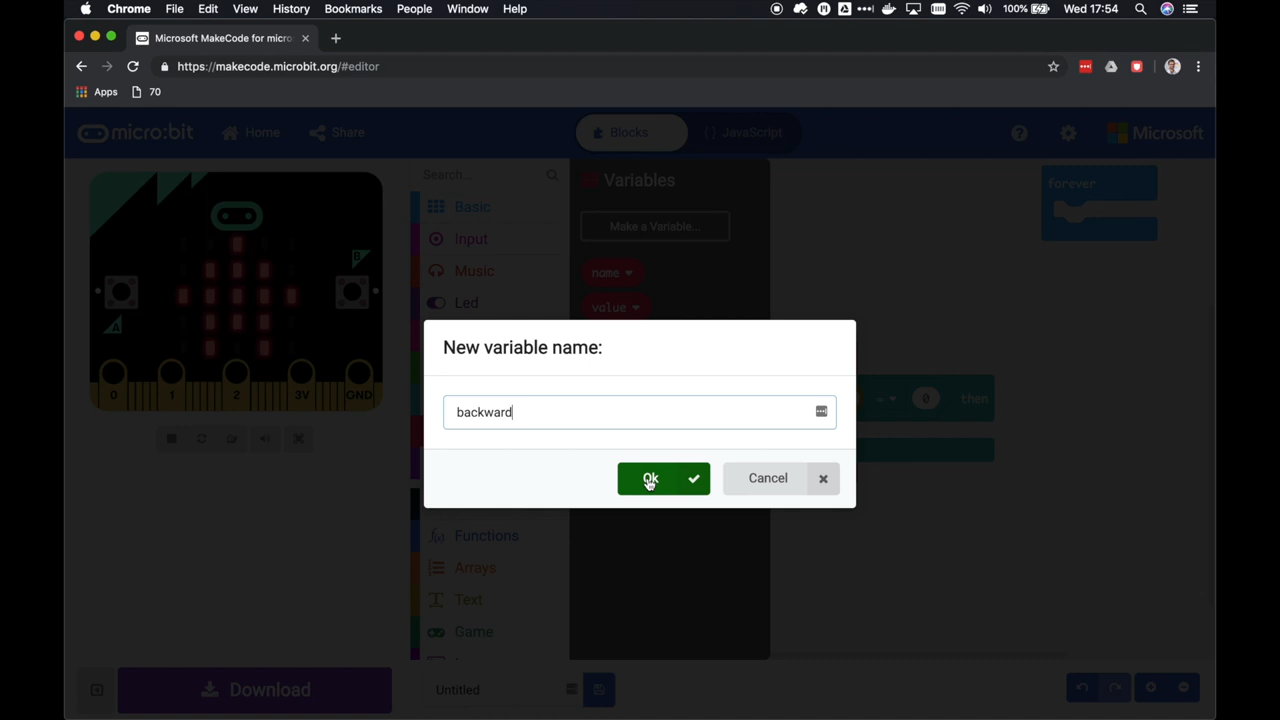 Chrome File Edit View History Bookmarks People Window Help 100% Wed 17:54
Microsoft MakeCode for micro
https://makecode.microbit.org/#editor
Apps 70
micro:bit Home Share Blocks JavaScript Microsoft
Search... Variables forever
Basic
Make a Variable...
Input
Music name
Led value
New variable name:
backward
= 0 then
Ok Cancel
Functions
Arrays
Text
Game
Download Untitled
A B
0 1 2 3V GND